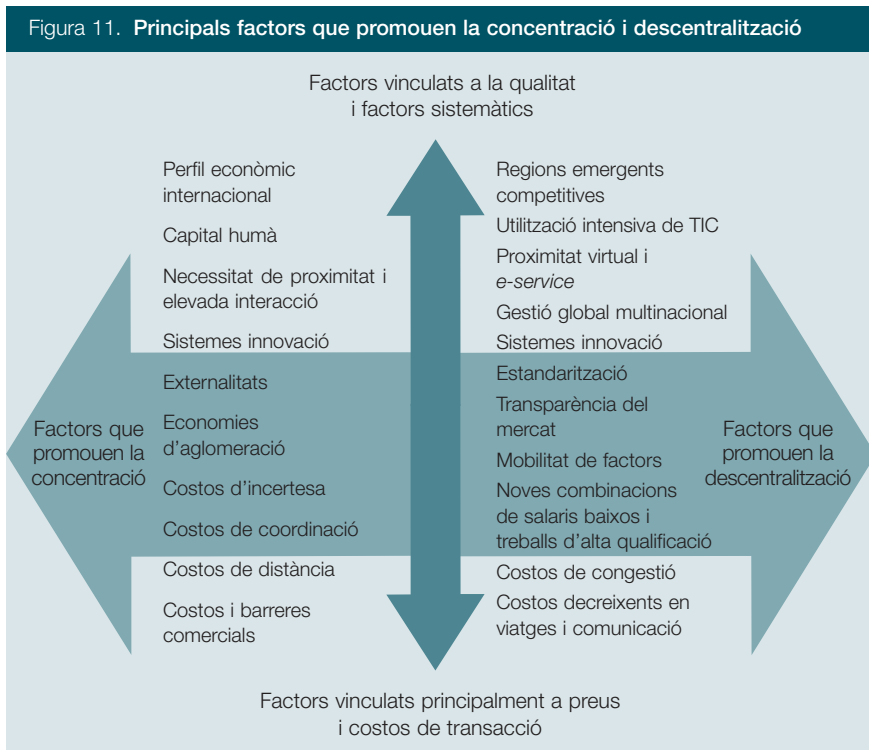 Figura 11. Principals factors que promouen la concentració i descentralització
Factors vinculats a la qualitat
i factors sistemàtics
Perfil econòmic
internacional
Capital humà
Necessitat de proximitat i
elevada interacció
Sistemes innovació
Externalitats
Economies
d'aglomeració
Costos d'incertesa
Costos de coordinació
Costos de distància
Costos i barreres
comercials
Regions emergents
competitives
Utilització intensiva de TIC
Proximitat virtual i
e-service
Gestió global multinacional
Sistemes innovació
Estandarització
Transparència del
mercat
Mobilitat de factors
Noves combinacions
de salaris baixos i
treballs d'alta qualificació
Costos de congestió
Costos decreixents en
viatges i comunicació
Factors que
promouen la
concentració
Factors que
promouen la
descentralització
Factors vinculats principalment a preus
i costos de transacció